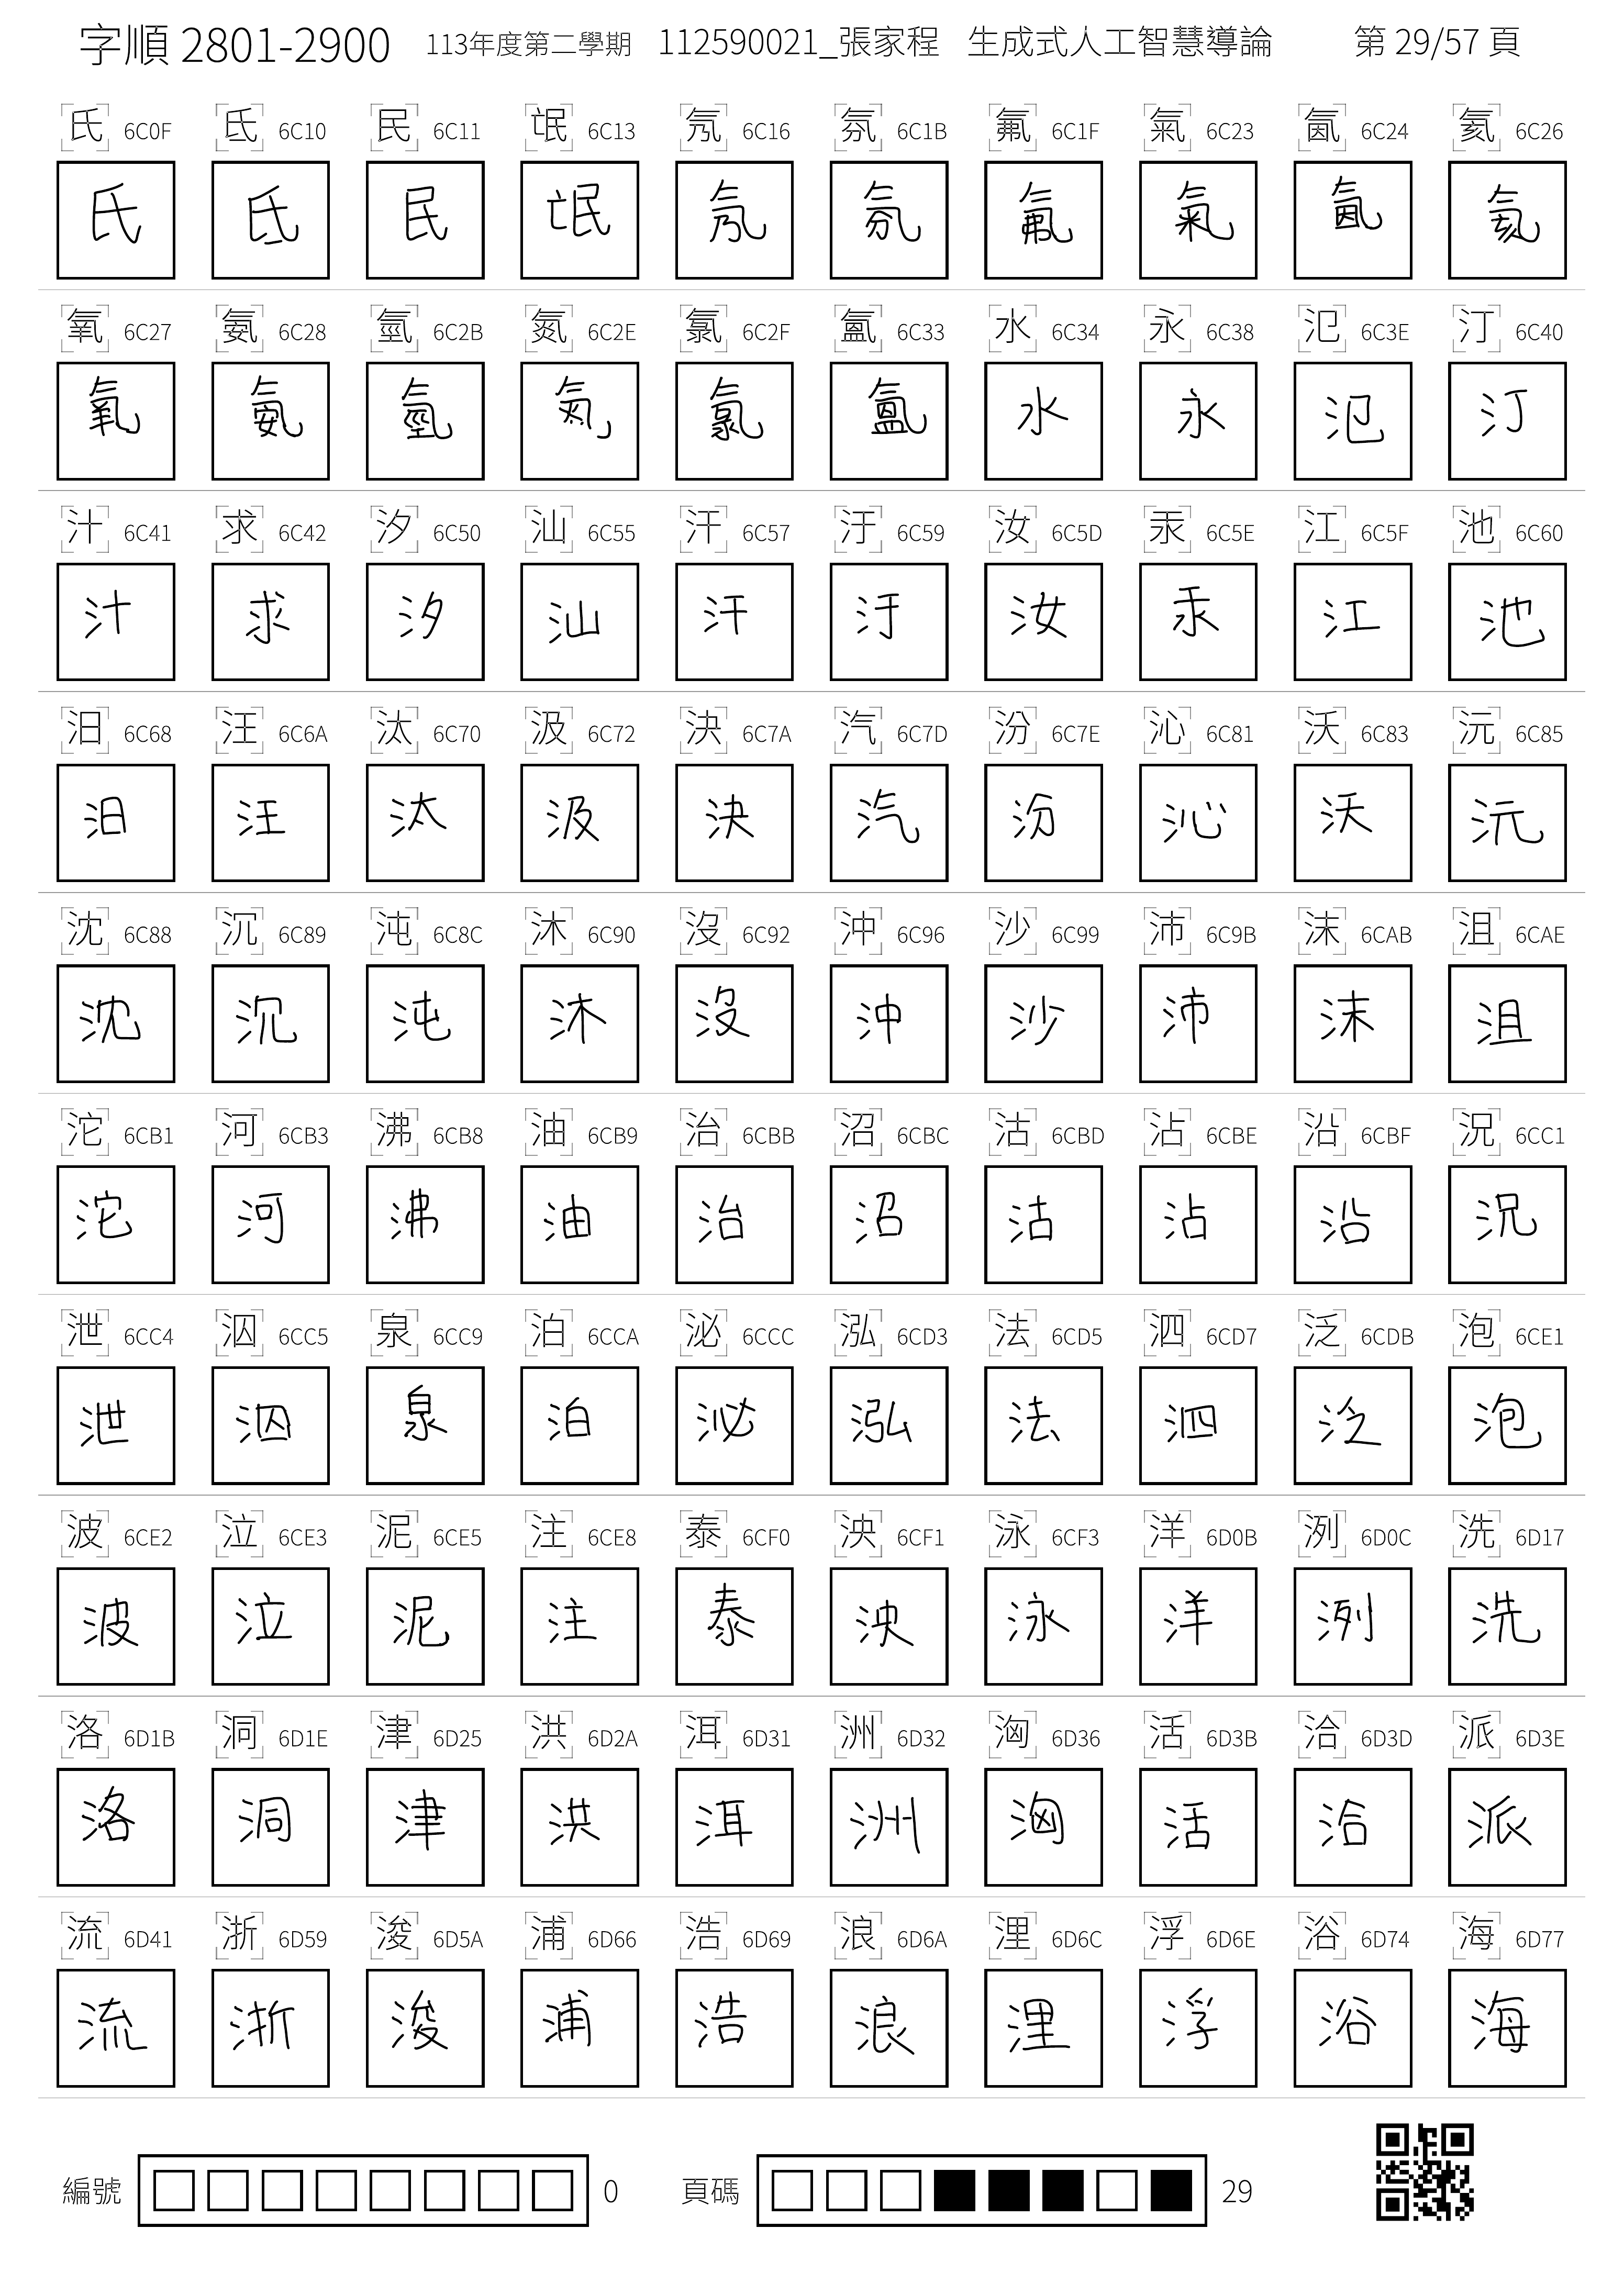 字順 2801-2900 113年度第二學期 112590021_張家程 生成式人工智慧導論 第 29/57 頁
氏 6C0F 氐 6C10 民 6C11 氓 6C13 氖 6C16 氛 6C1B 氟 6C1F 氣 6C23 氤 6C24 氦 6C26
氏 氐 民 氓 氖 氛 氟 氣 氤 氦
氧 6C27 氨 6C28 氫 6C2B 氮 6C2E 氯 6C2F 氳 6C33 水 6C34 永 6C38 氾 6C3E 汀 6C40
氧 氨 氫 氮 氯 氳 水 永 氾 汀
汁 6C41 求 6C42 汐 6C50 汕 6C55 汗 6C57 汙 6C59 汝 6C5D 汞 6C5E 江 6C5F 池 6C60
汁 求 汐 汕 汗 汙 汝 汞 江 池
汨 6C68 汪 6C6A 汰 6C70 汲 6C72 決 6C7A 汽 6C7D 汾 6C7E 沁 6C81 沃 6C83 沅 6C85
汨 汪 汰 汲 決 汽 汾 沁 沃 沅
沈 6C88 沉 6C89 沌 6C8C 沐 6C90 沒 6C92 沖 6C96 沙 6C99 沛 6C9B 沫 6CAB 沮 6CAE
沈 沉 沌 沐 沒 沖 沙 沛 沫 沮
沱 6CB1 河 6CB3 沸 6CB8 油 6CB9 治 6CBB 沼 6CBC 沽 6CBD 沾 6CBE 沿 6CBF 況 6CC1
沱 河 沸 油 治 沼 沽 沾 沿 況
泄 6CC4 泅 6CC5 泉 6CC9 泊 6CCA 泌 6CCC 泓 6CD3 法 6CD5 泗 6CD7 泛 6CDB 泡 6CE1
泄 泅 泉 泊 泌 泓 法 泗 泛 泡
波 6CE2 泣 6CE3 泥 6CE5 注 6CE8 泰 6CF0 泱 6CF1 泳 6CF3 洋 6D0B 洌 6D0C 洗 6D17
波 泣 泥 注 泰 泱 泳 洋 洌 洗
洛 6D1B 洞 6D1E 津 6D25 洪 6D2A 洱 6D31 洲 6D32 洶 6D36 活 6D3B 洽 6D3D 派 6D3E
洛 洞 津 洪 洱 洲 洶 活 洽 派
流 6D41 浙 6D59 浚 6D5A 浦 6D66 浩 6D69 浪 6D6A 浬 6D6C 浮 6D6E 浴 6D74 海 6D77
流 浙 浚 浦 浩 浪 浬 浮 浴 海
編號 0 頁碼 29